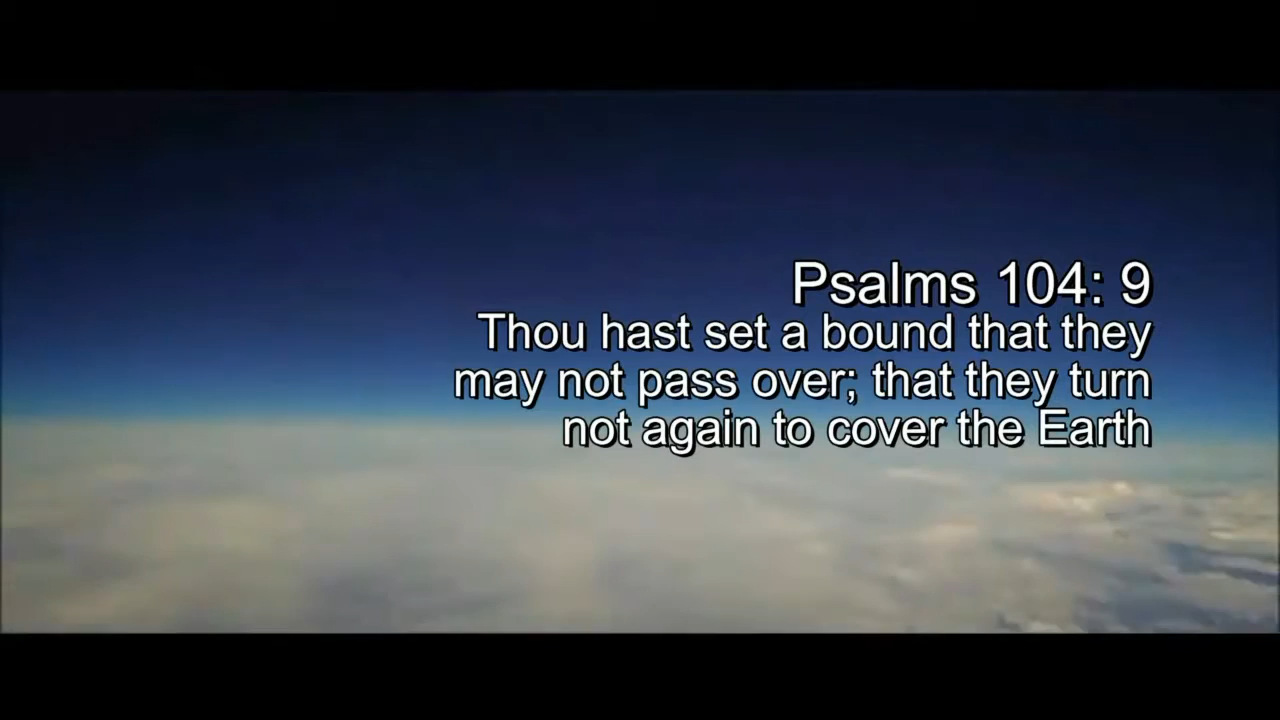 Psalms 104: 9
Thou hast set a bound that they
may not pass over; that they turn
not again to cover the Earth